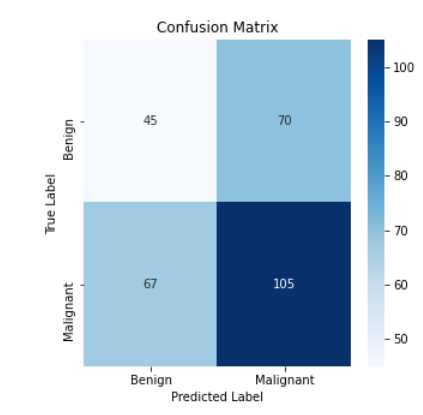 Confusion Matrix
True Label
Benign
45
70
Malignant
67
105
Benign
Malignant
Predicted Label
100
90
80
70
60
50